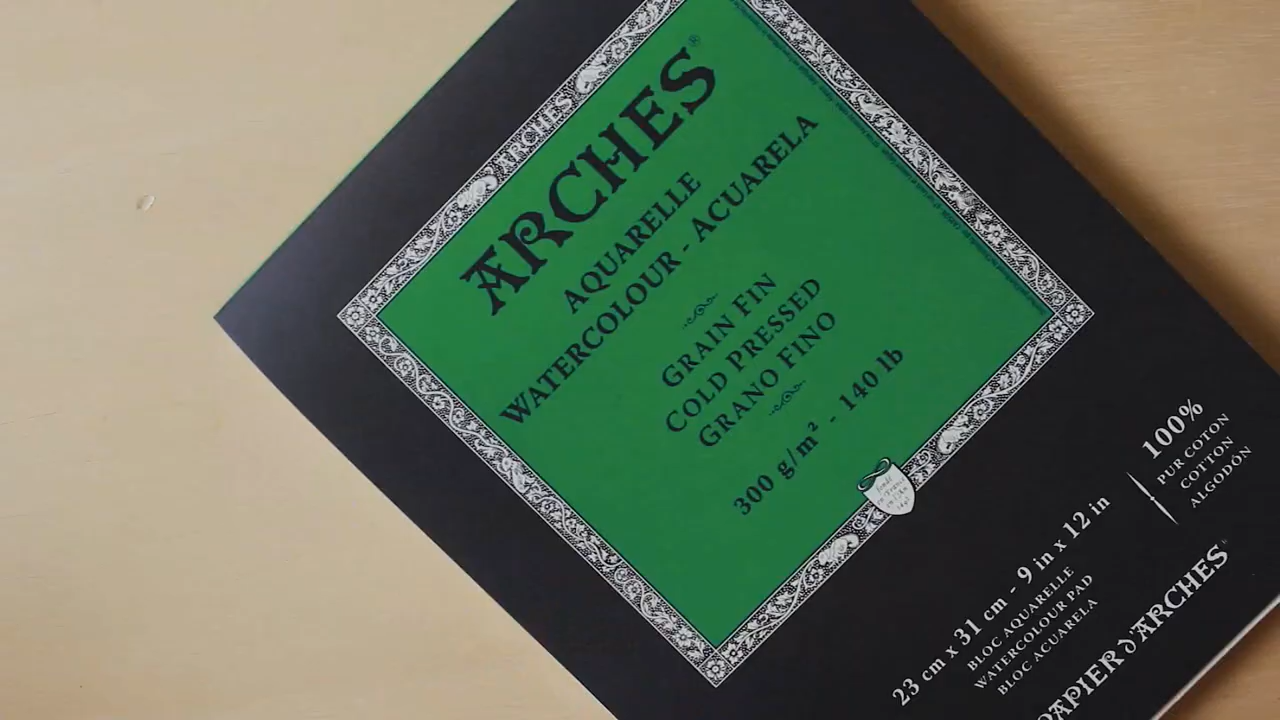 ARCHES®
ARCHES
AQUARELLE
WATERCOLOUR - ACUARELA
GRAIN FIN
COLD PRESSED
GRANO FINO
300 g/m² - 140 lb
100%
PUR COTON
COTTON
ALGODÓN
23 cm x 31 cm - 9 in x 12 in
BLOC AQUARELLE
WATERCOLOUR PAD
BLOC ACUARELA
PAPIER D'ARCHES